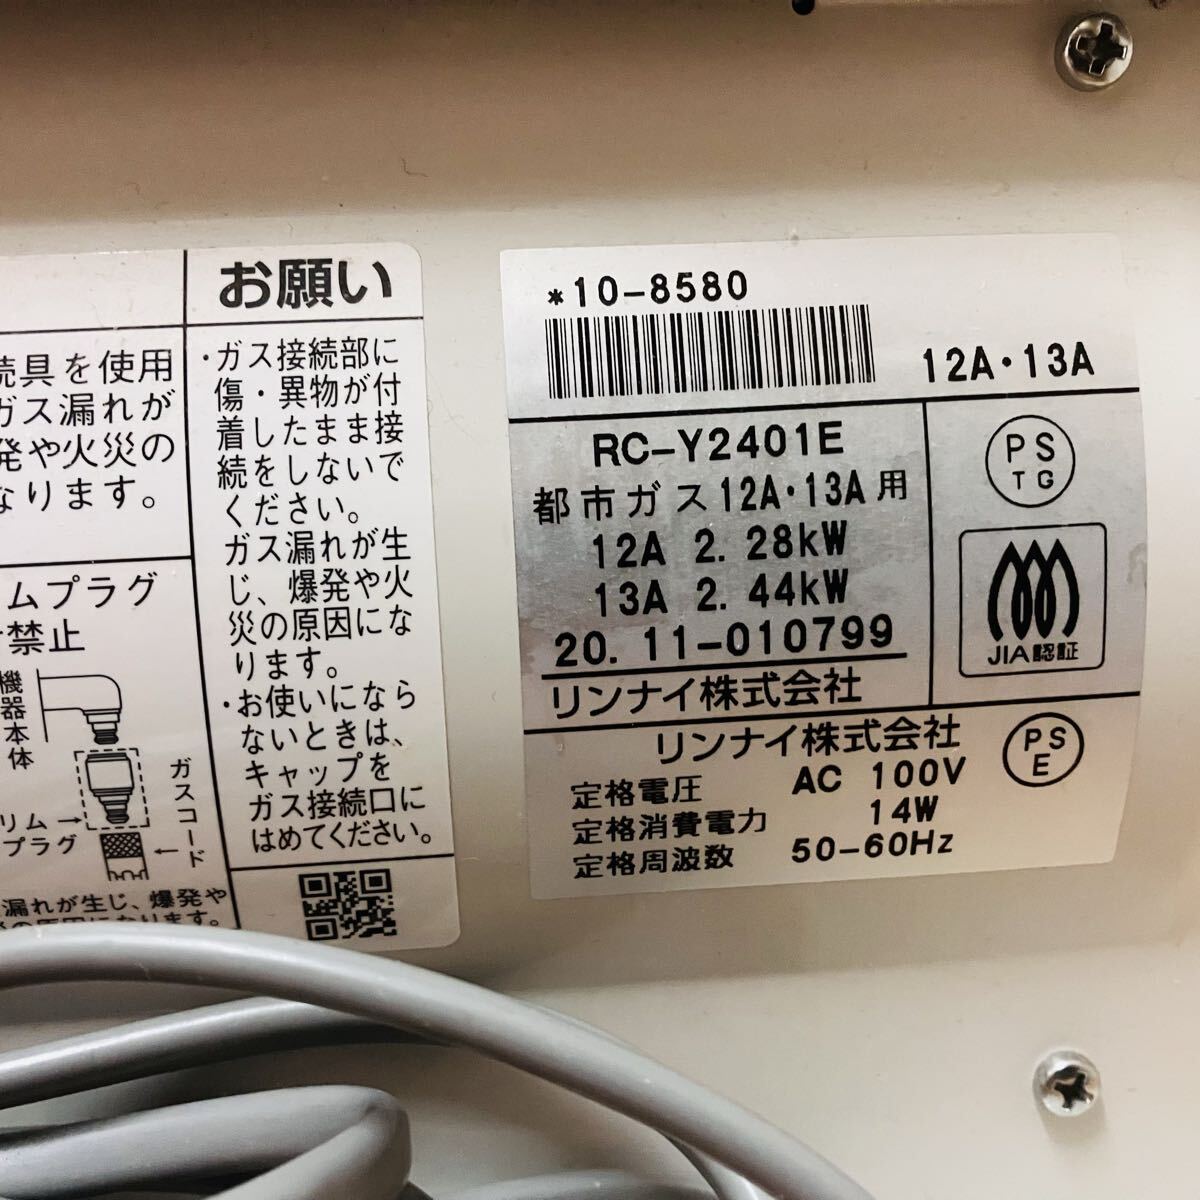 具を使用
ガス漏れが
発や火災の
なります。
ムプラグ
禁止
機器本体
ガスコード
リム
プラグ
漏れが生じ、爆発や
の原因になります。
お願い
・ガス接続部に
傷・異物が付
着したまま接
続をしないで
ください。
ガス漏れが生
じ、爆発や火
災の原因にな
ります。
・お使いになら
ないときは、
キャップを
ガス接続口に
はめてください。
*10-8580
12A・13A
RC-Y2401E
都市ガス12A・13A用
12A 2.28kW
13A 2.44kW
20.11-010799
リンナイ株式会社
PS
TG
JIA認証
リンナイ株式会社
PS
E
定格電圧 AC 100V
定格消費電力 14W
定格周波数 50-60Hz